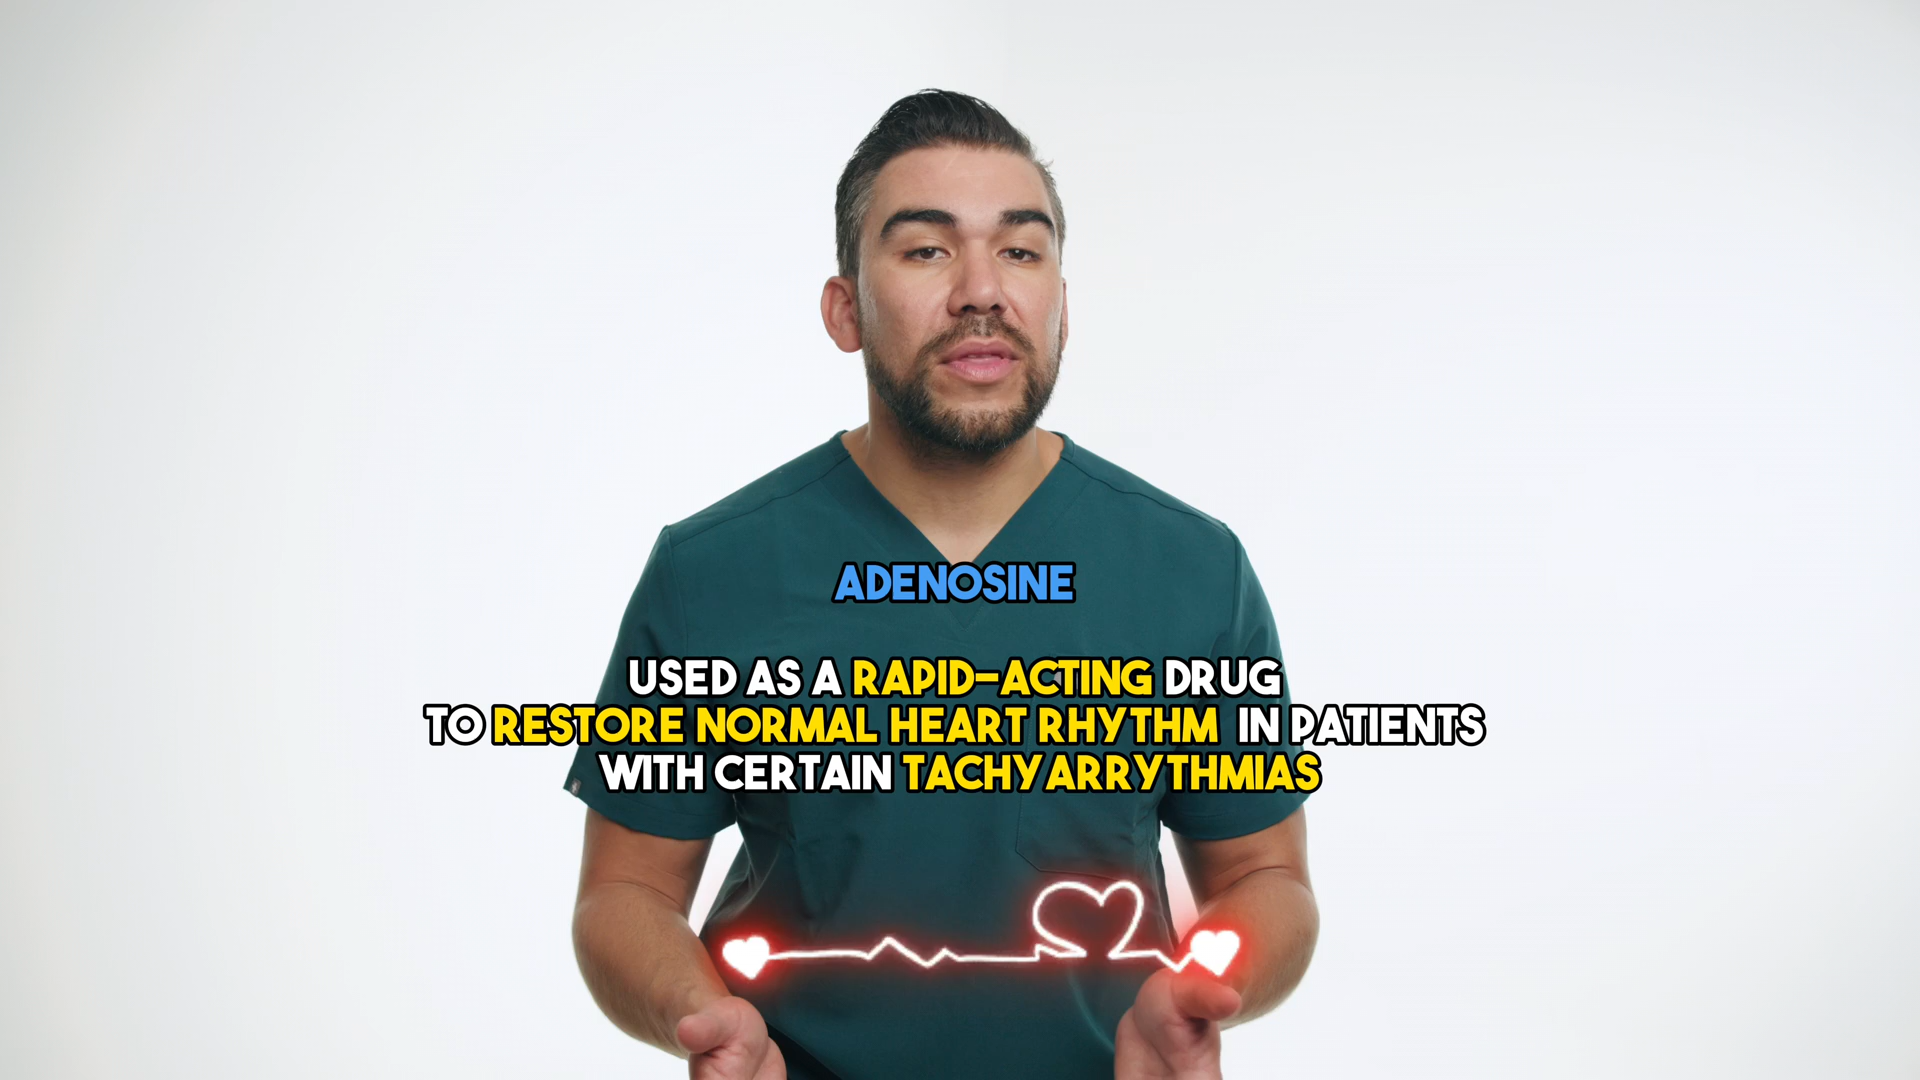 ADENOSINE
USED AS A RAPID-ACTING DRUG
TO RESTORE NORMAL HEART RHYTHM IN PATIENTS
WITH CERTAIN TACHYARRYTHMIAS